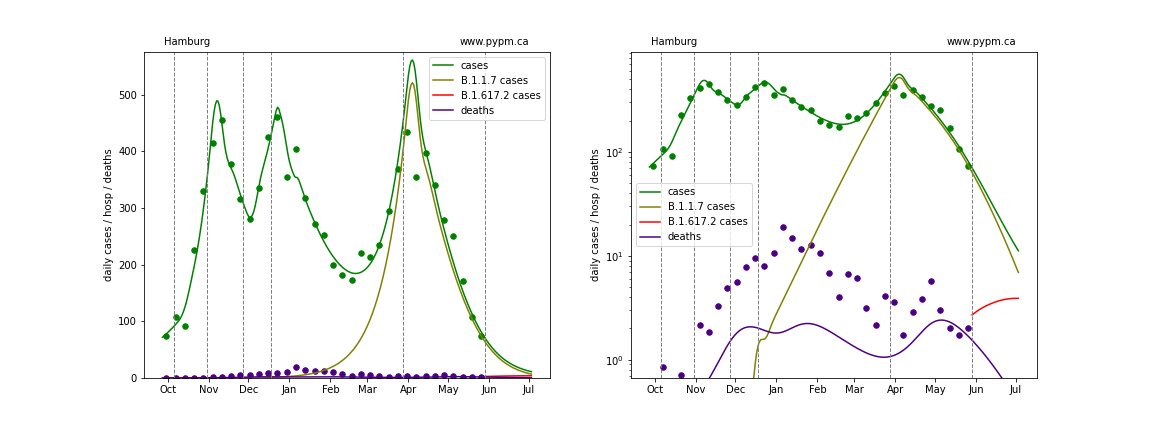 Hamburg
www.pypm.ca
daily cases / hosp / deaths
500
400
300
200
100
0
cases
B.1.1.7 cases
B.1.617.2 cases
deaths
Oct Nov Dec Jan Feb Mar Apr May Jun Jul
Hamburg
www.pypm.ca
daily cases / hosp / deaths
10²
10¹
10⁰
cases
B.1.1.7 cases
B.1.617.2 cases
deaths
Oct Nov Dec Jan Feb Mar Apr May Jun Jul